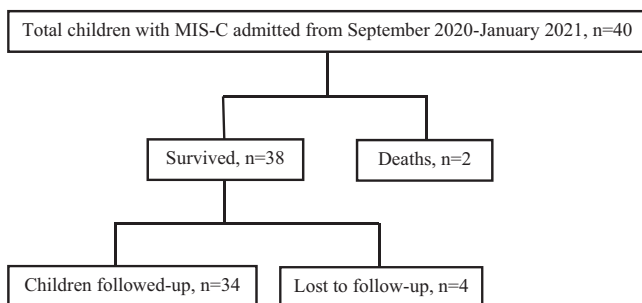 Total children with MIS-C admitted from September 2020-January 2021, n=40
Survived, n=38
Deaths, n=2
Children followed-up, n=34
Lost to follow-up, n=4